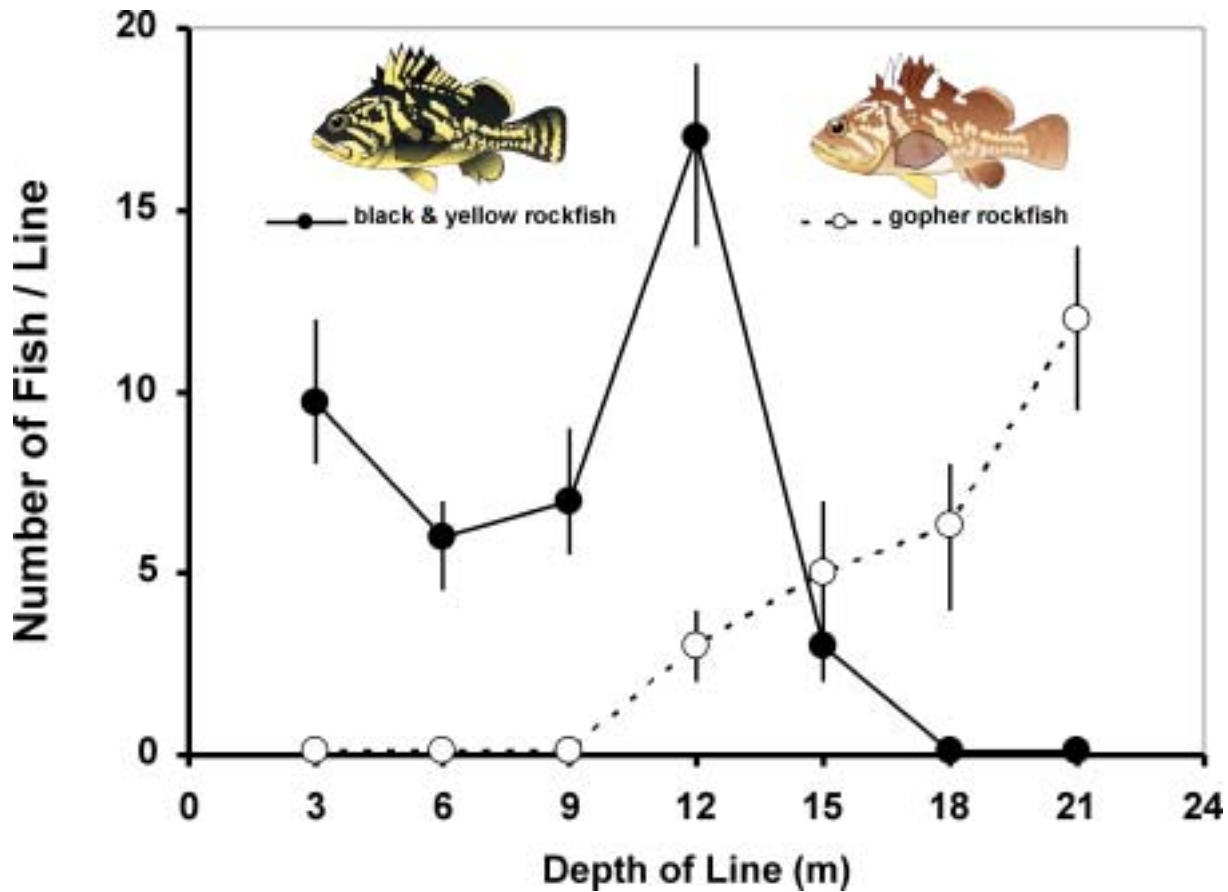 20
15
10
5
0
Number of Fish / Line
black & yellow rockfish
gopher rockfish
0 3 6 9 12 15 18 21 24
Depth of Line (m)